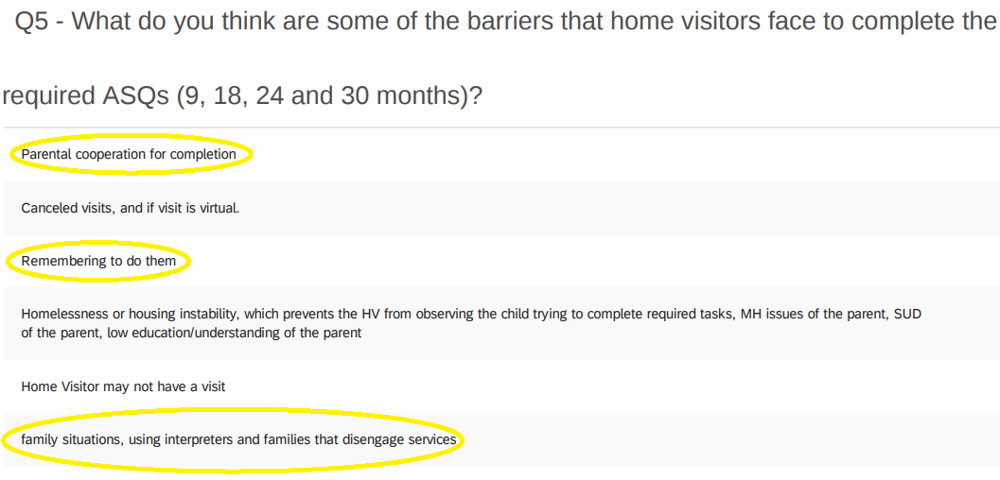 Q5 - What do you think are some of the barriers that home visitors face to complete the
required ASQs (9, 18, 24 and 30 months)?
Parental cooperation for completion
Canceled visits, and if visit is virtual.
Remembering to do them
Homelessness or housing instability, which prevents the HV from observing the child trying to complete required tasks, MH issues of the parent, SUD
of the parent, low education/understanding of the parent
Home Visitor may not have a visit
family situations, using interpreters and families that disengage services